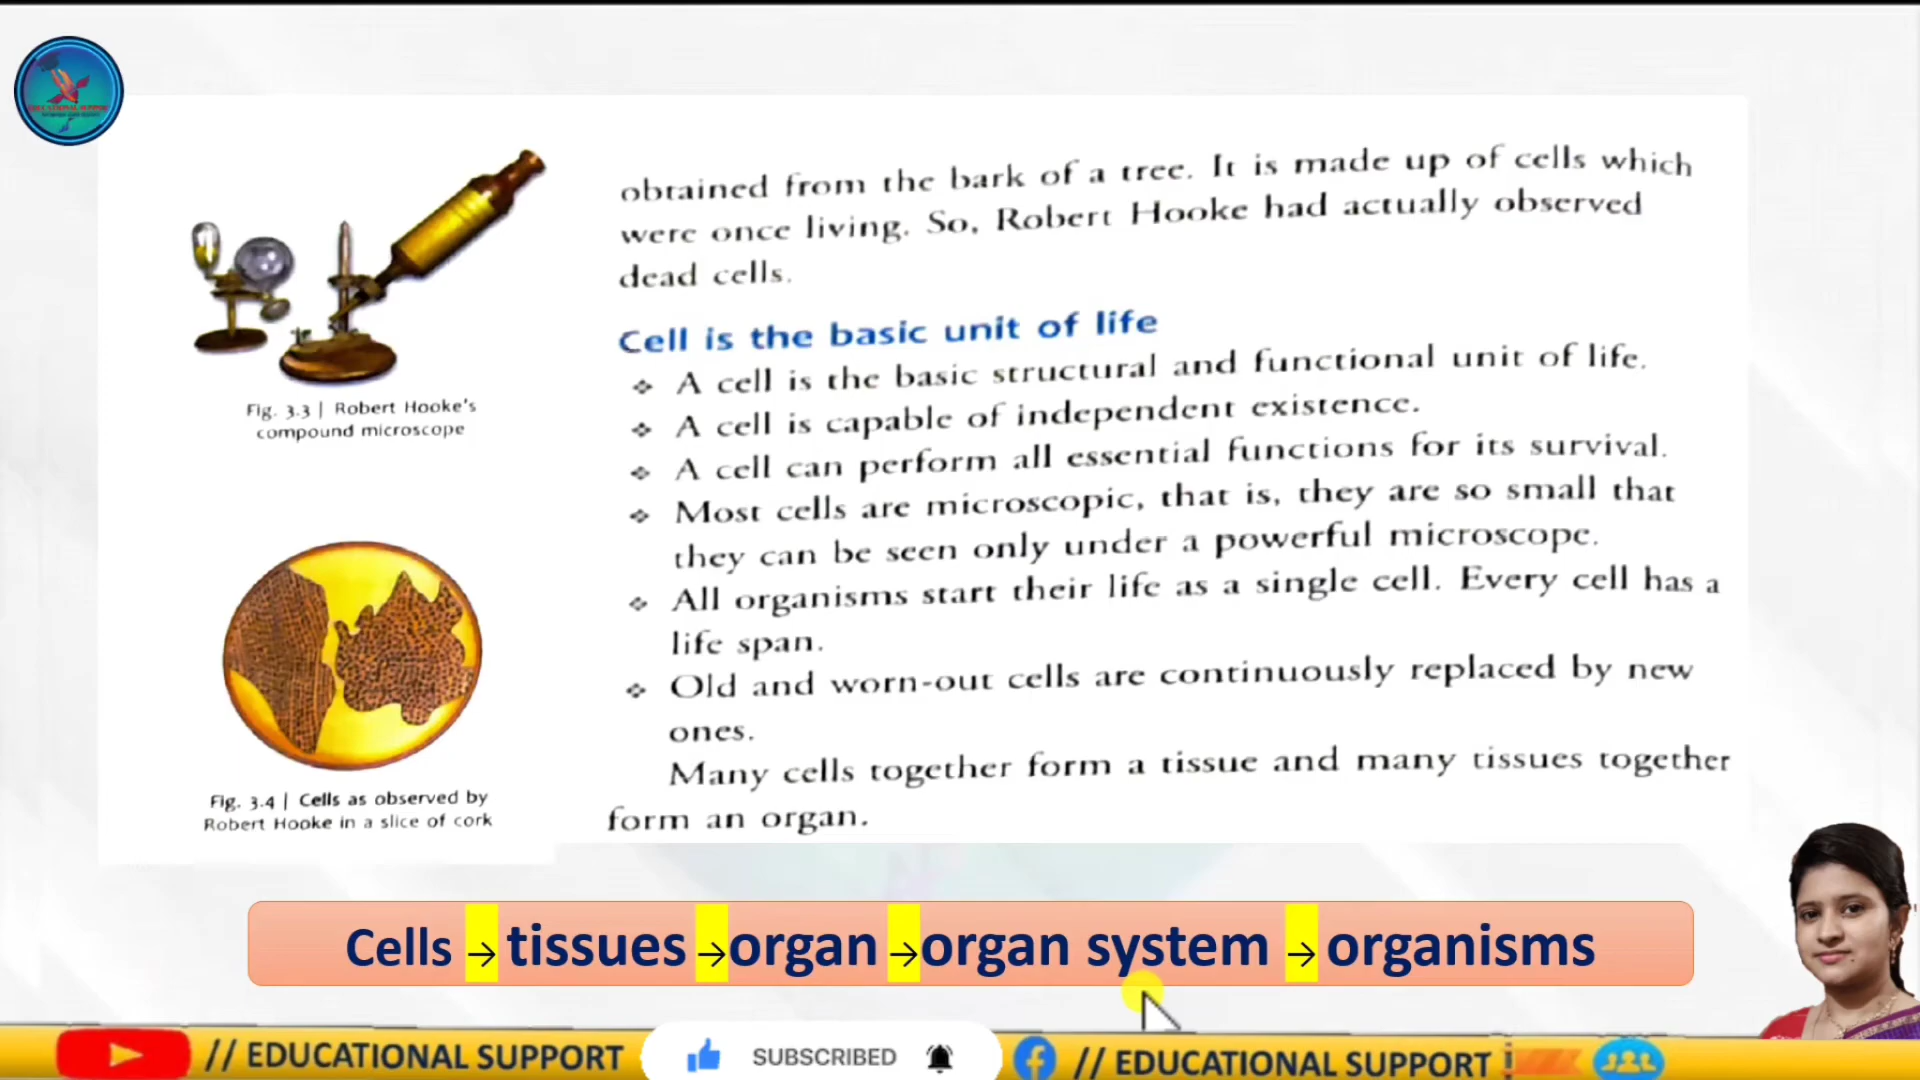 obtained from the bark of a tree. It is made up of cells which
were once living. So, Robert Hooke had actually observed
dead cells.
Cell is the basic unit of life
❖ A cell is the basic structural and functional unit of life.
❖ A cell is capable of independent existence.
❖ A cell can perform all essential functions for its survival.
❖ Most cells are microscopic, that is, they are so small that
they can be seen only under a powerful microscope.
❖ All organisms start their life as a single cell. Every cell has a
life span.
❖ Old and worn-out cells are continuously replaced by new
ones.
Many cells together form a tissue and many tissues together
form an organ.
Fig. 3.3 | Robert Hooke's
compound microscope
Fig. 3.4 | Cells as observed by
Robert Hooke in a slice of cork
Cells → tissues → organ → organ system → organisms
// EDUCATIONAL SUPPORT
SUBSCRIBED
// EDUCATIONAL SUPPORT